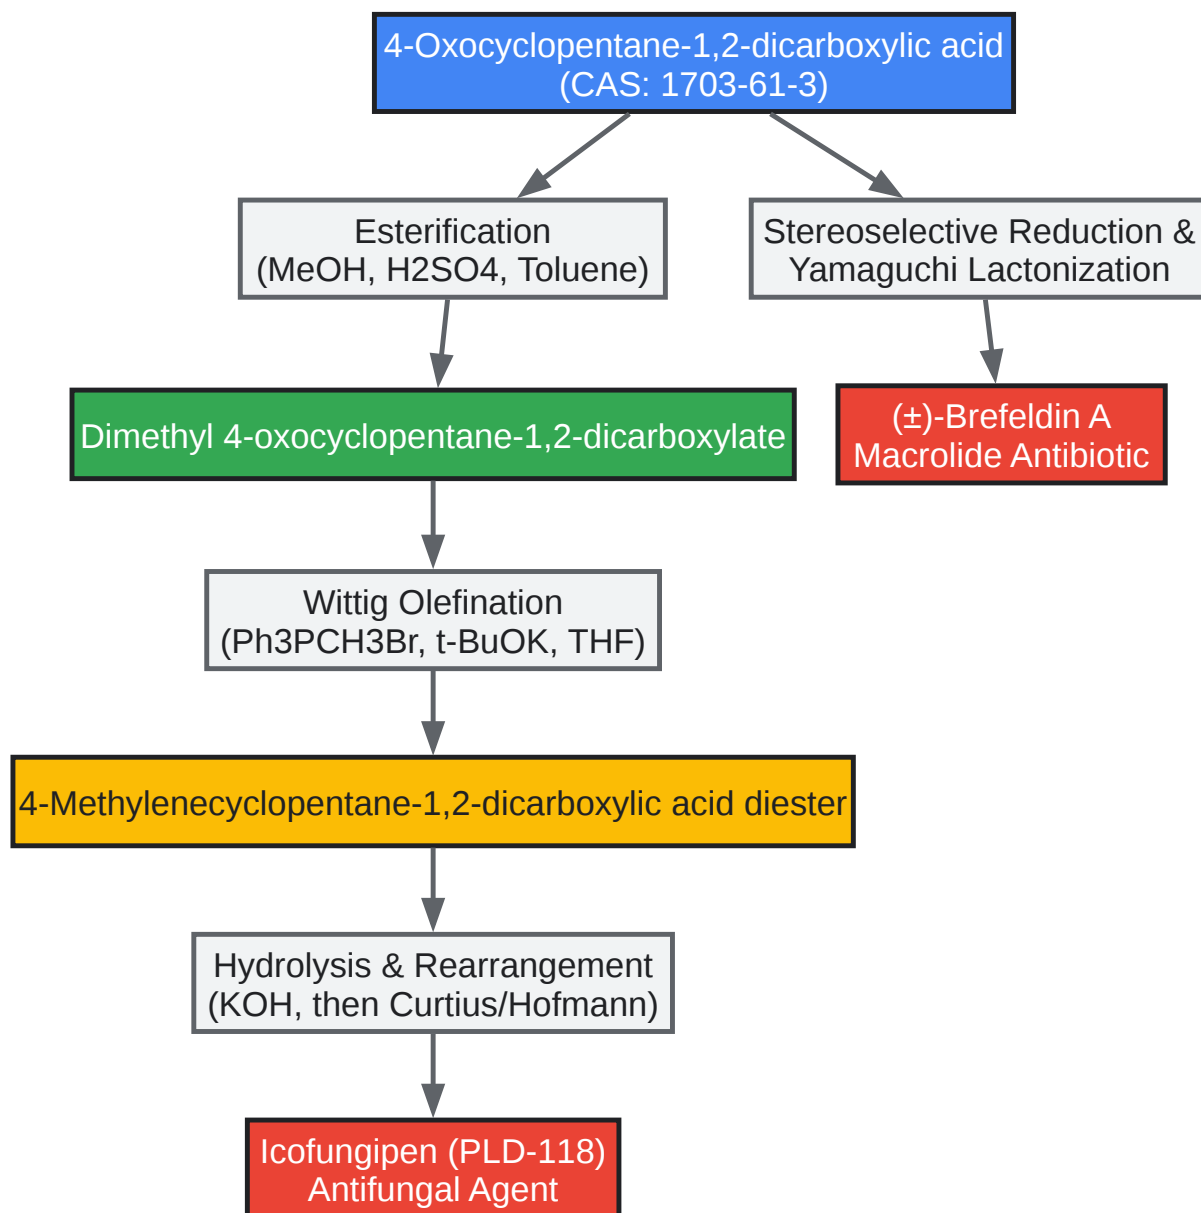 4-Oxocyclopentane-1,2-dicarboxylic acid
(CAS: 1703-61-3)
Esterification
(MeOH, H2SO4, Toluene)
Stereoselective Reduction &
Yamaguchi Lactonization
Dimethyl 4-oxocyclopentane-1,2-dicarboxylate
(±)-Brefeldin A
Macrolide Antibiotic
Wittig Olefination
(Ph3PCH3Br, t-BuOK, THF)
4-Methylenecyclopentane-1,2-dicarboxylic acid diester
Hydrolysis & Rearrangement
(KOH, then Curtius/Hofmann)
Icofungipen (PLD-118)
Antifungal Agent